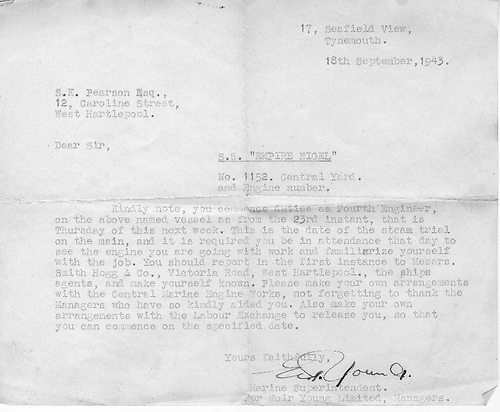 17, Seafield View,
Tynemouth.
18th September,1943.
S.H. Pearson Esq.,
12, Caroline Street,
West Hartlepool.
Dear Sir,
S.S. "EMPIRE NIGEL"
No. 1152. Central Yard.
and Engine number.
Kindly note, you commence duties as Fourth Engineer,
on the above named vessel as from the 23rd instant, that is
Thursday of this next week. This is the date of the steam trial
on the main, and it is required you be in attendance that day to
see the engine you are going with work and familiarize yourself
with the job. You should report in the first instance to Messrs.
Smith Hogg & Co., Victoria Road, West Hartlepool., the ships
agents, and make yourself known. Please make your own arrangements
with the Central Marine Engine Works, not forgetting to thank the
Managers who have so kindly aided you. Also make your own
arrangements with the Labour Exchange to release you, so that
you can commence on the specified date.
Yours faithfully,
Young.
Marine Superintendent.
For Muir Young Limited, Managers.